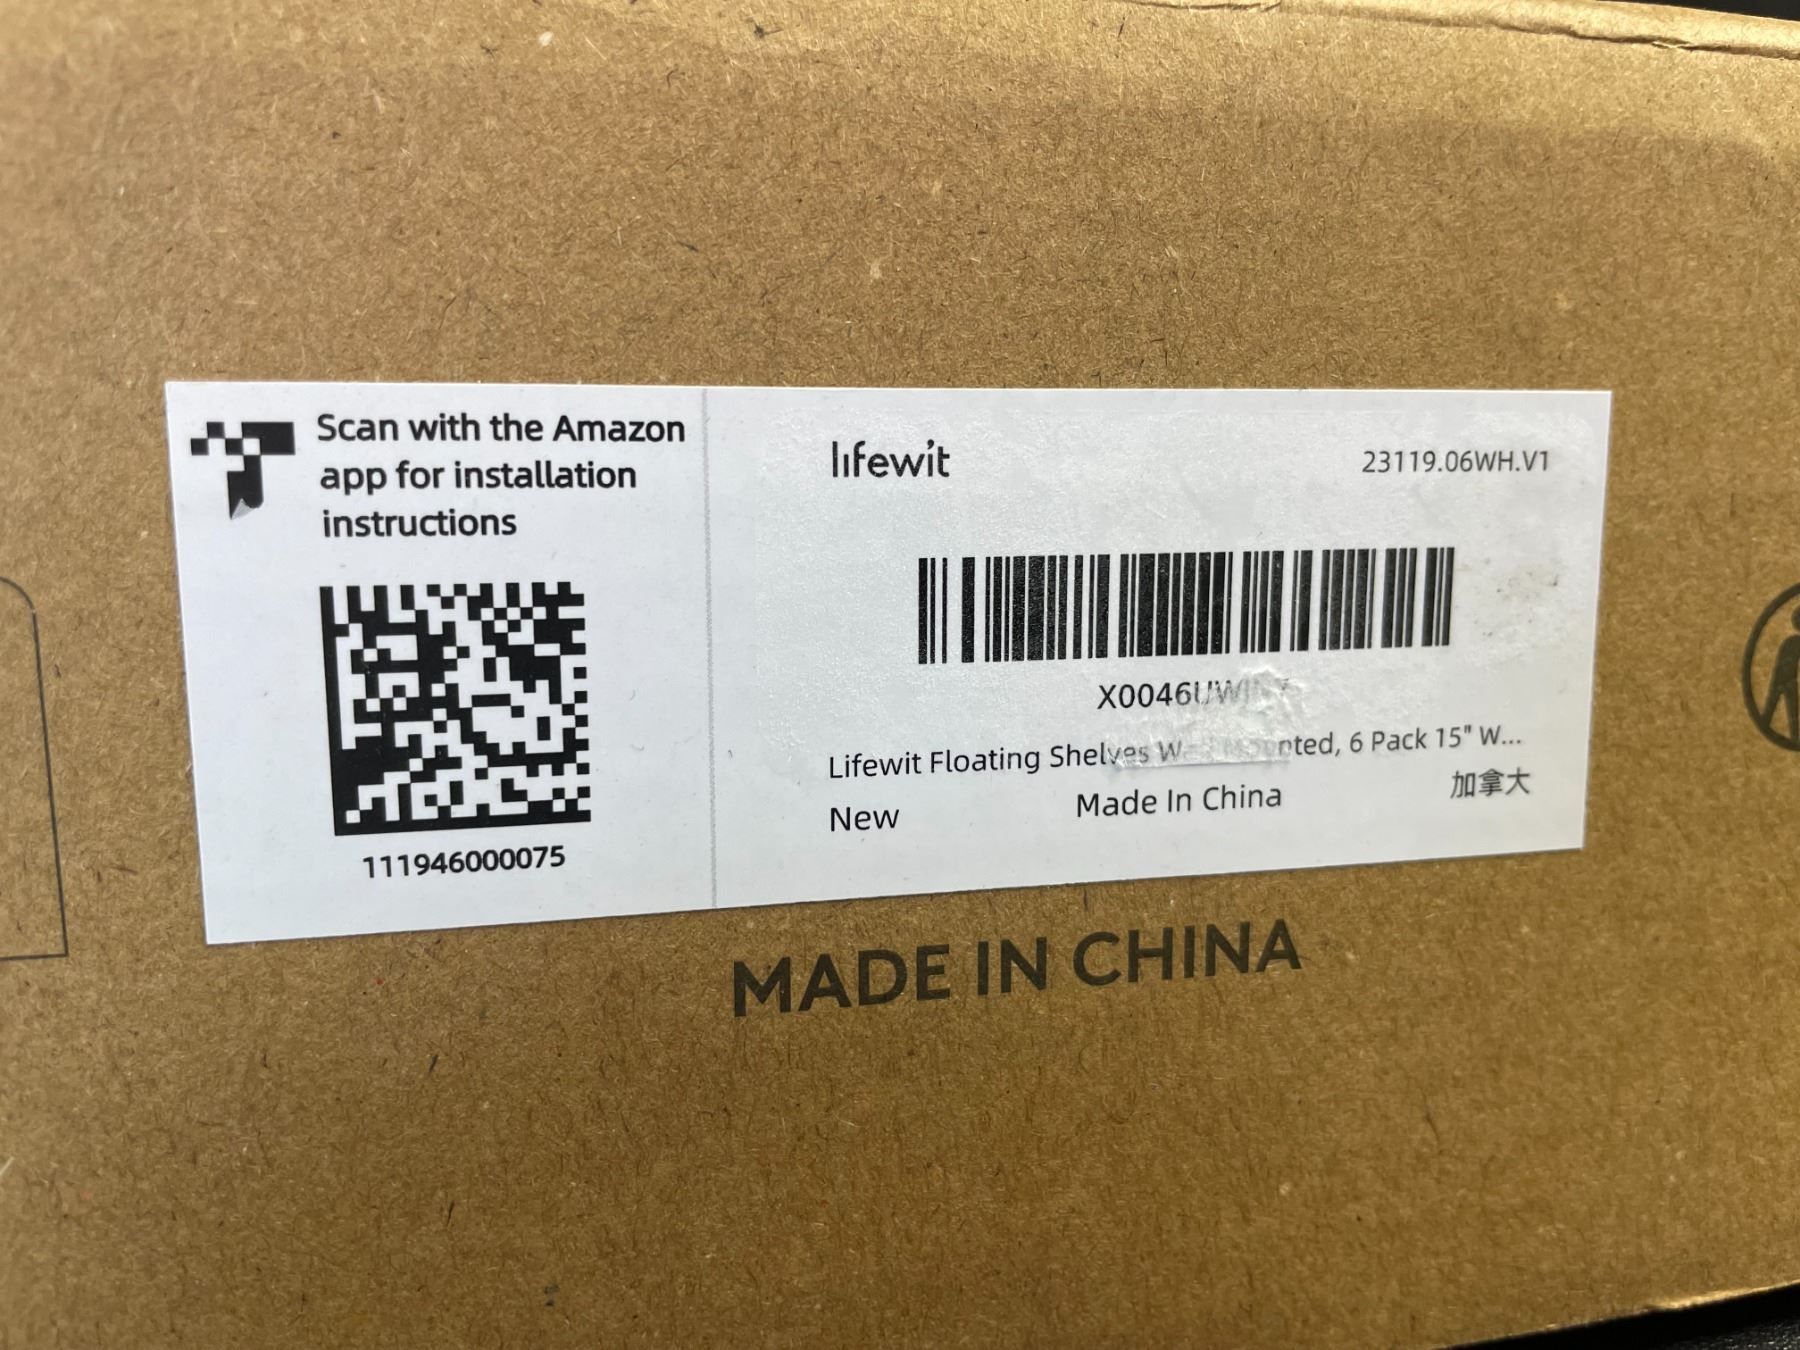 Scan with the Amazon
app for installation
instructions
111946000075
lifewit
23119.06WH.V1
Lifewit Floating Shelves 6 Pack 15" W...
New
Made In China
加拿大
MADE IN CHINA